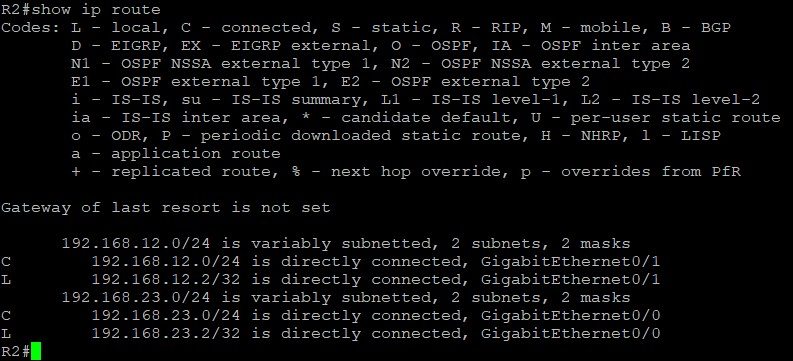 R2#show ip route
Codes: L - local, C - connected, S - static, R - RIP, M - mobile, B - BGP
       D - EIGRP, EX - EIGRP external, O - OSPF, IA - OSPF inter area
       N1 - OSPF NSSA external type 1, N2 - OSPF NSSA external type 2
       E1 - OSPF external type 1, E2 - OSPF external type 2
       i - IS-IS, su - IS-IS summary, L1 - IS-IS level-1, L2 - IS-IS level-2
       ia - IS-IS inter area, * - candidate default, U - per-user static route
       o - ODR, P - periodic downloaded static route, H - NHRP, l - LISP
       a - application route
       + - replicated route, % - next hop override, p - overrides from PfR
Gateway of last resort is not set
      192.168.12.0/24 is variably subnetted, 2 subnets, 2 masks
C        192.168.12.0/24 is directly connected, GigabitEthernet0/1
L        192.168.12.2/32 is directly connected, GigabitEthernet0/1
      192.168.23.0/24 is variably subnetted, 2 subnets, 2 masks
C        192.168.23.0/24 is directly connected, GigabitEthernet0/0
L        192.168.23.2/32 is directly connected, GigabitEthernet0/0
R2#